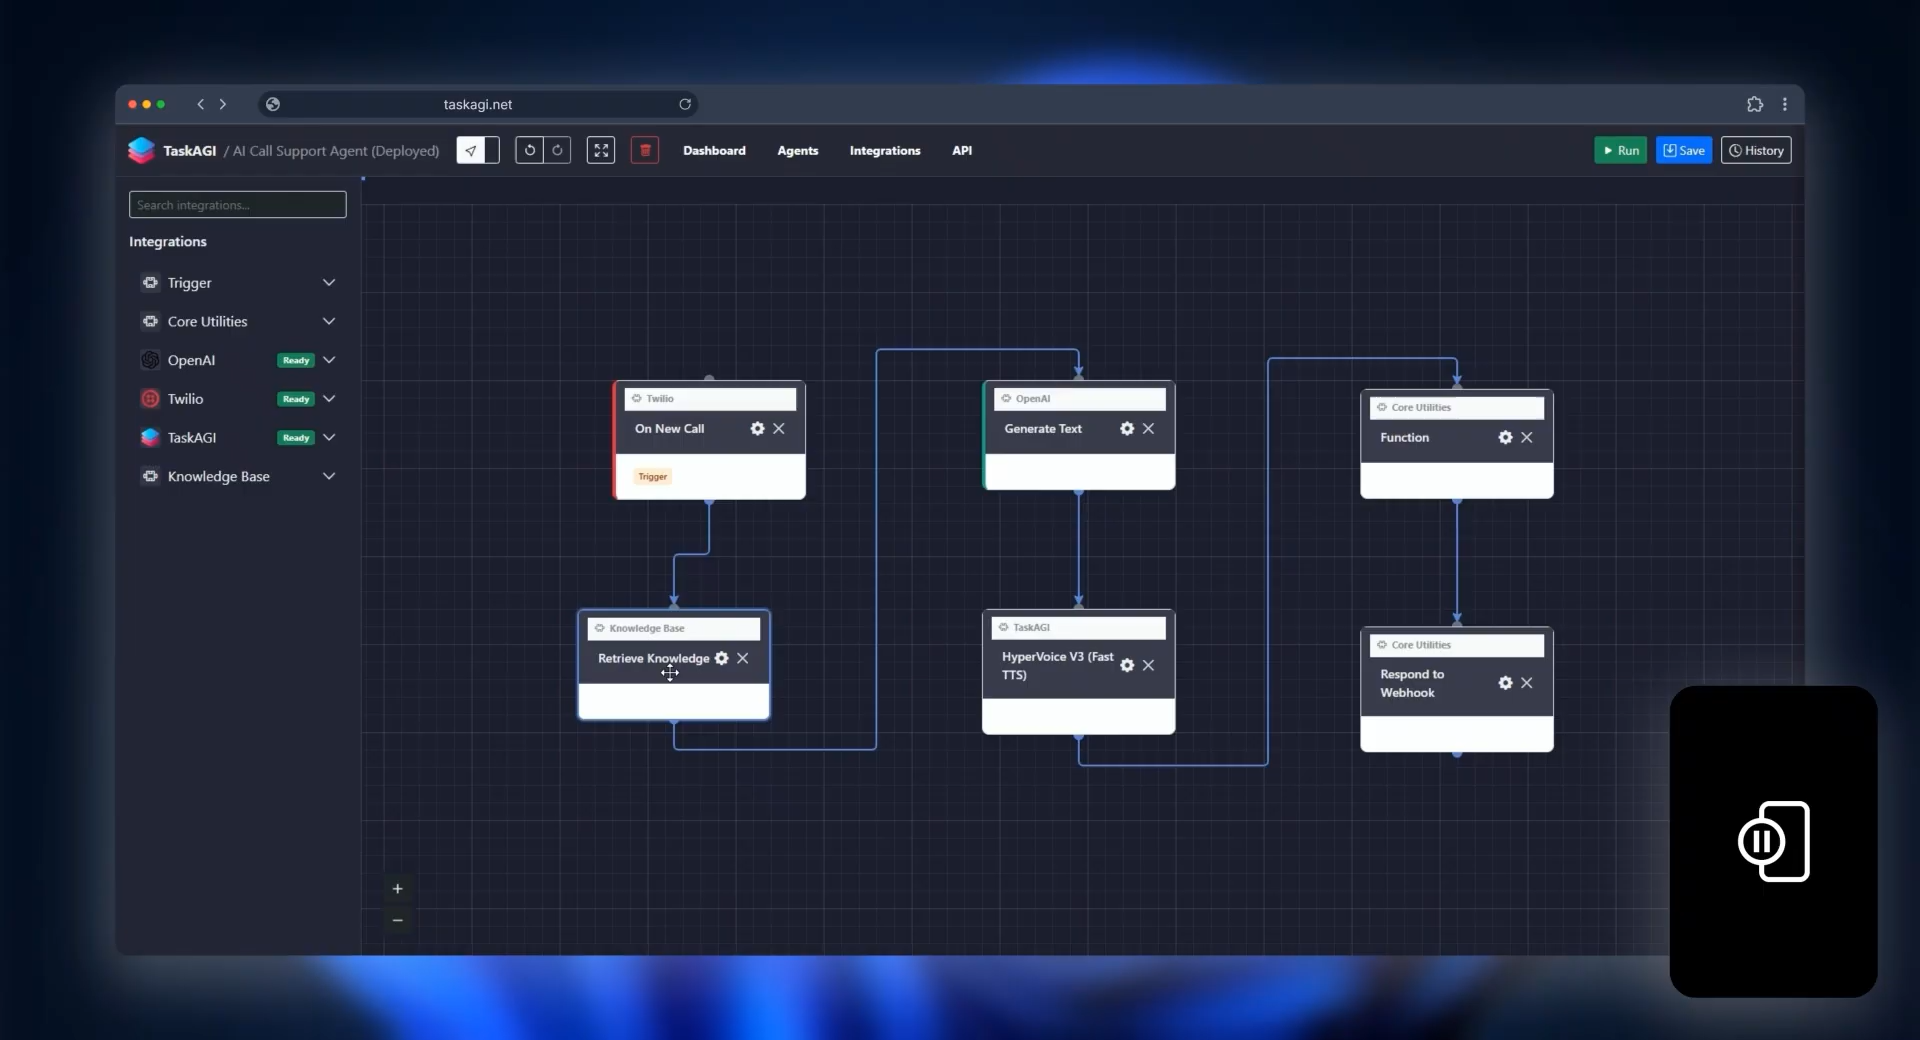 taskagi.net
TaskAGI / AI Call Support Agent (Deployed)
Dashboard
Agents
Integrations
API
Run
Save
History
Search integrations...
Integrations
Trigger
Core Utilities
OpenAI
Ready
Twilio
Ready
TaskAGI
Ready
Knowledge Base
Twilio
On New Call
Trigger
Knowledge Base
Retrieve Knowledge
OpenAI
Generate Text
TaskAGI
HyperVoice V3 (Fast
TTS)
Core Utilities
Function
Core Utilities
Respond to
Webhook